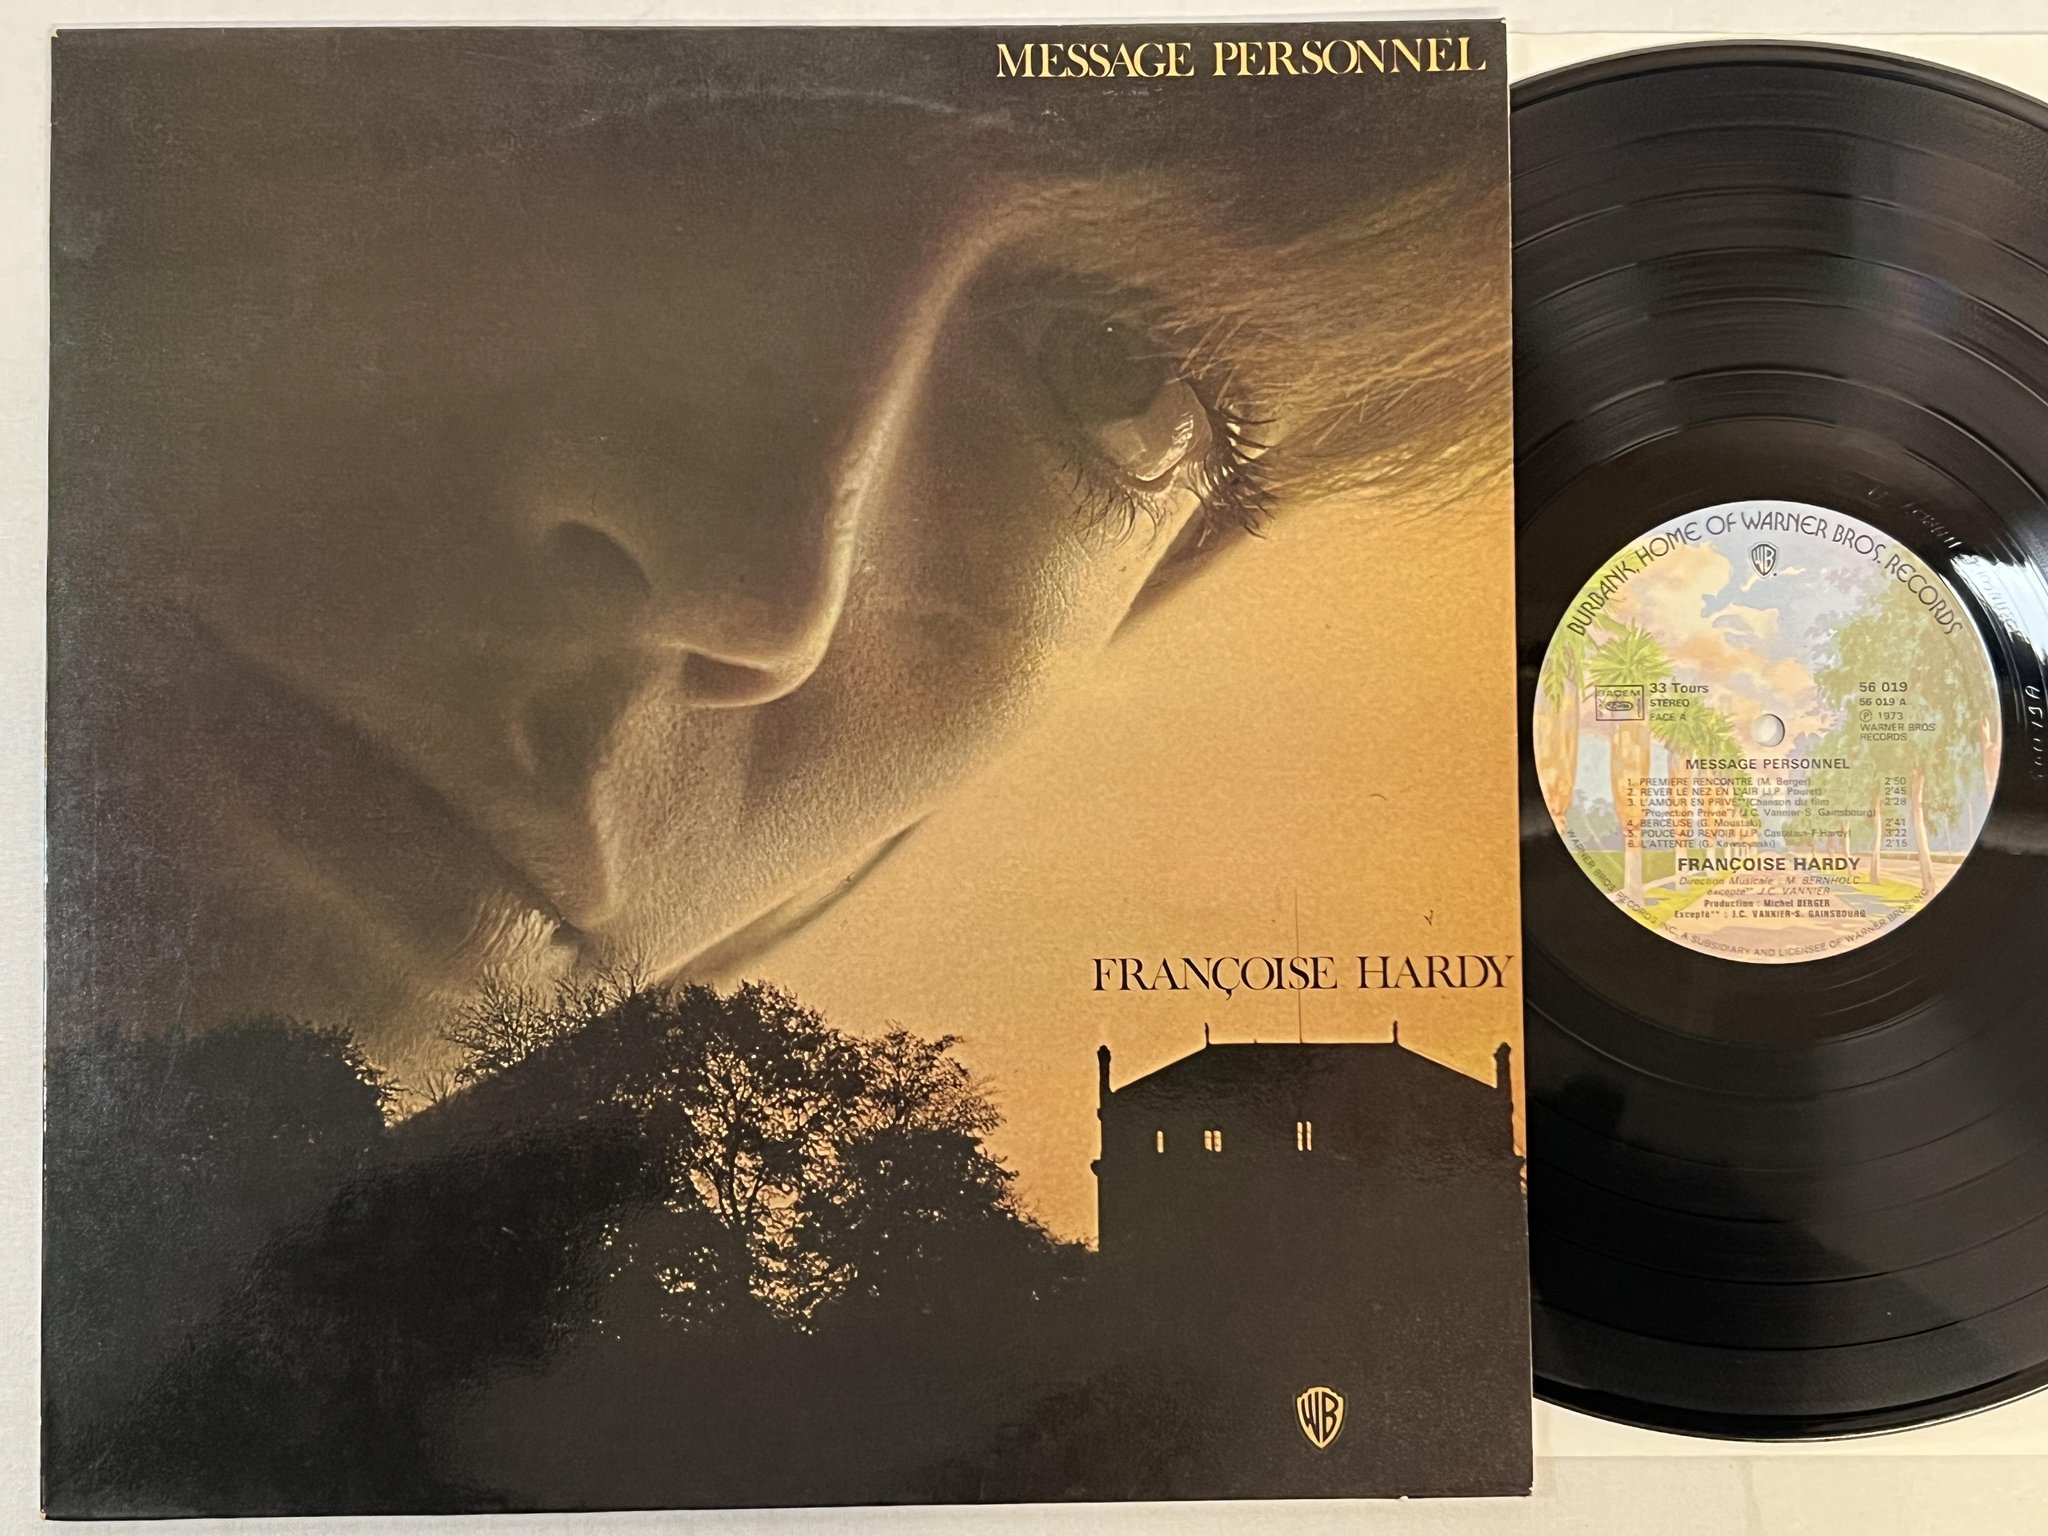 MESSAGE PERSONNEL
FRANÇOISE HARDY
WB
BURBANK, HOME OF WARNER BROS. RECORDS
WB
SACEM
33 Tours
STEREO
FACE A
56 019
56 019 A
Ⓟ 1973
WARNER BROS
RECORDS
MESSAGE PERSONNEL
1. PREMIERE RENCONTRE (M. Berger) 2'50
2. REVER LE NEZ EN L'AIR (J.P. Pouret) 2'45
3. L'AMOUR EN PRIVE** (Chanson du film 2'28
"Projection Privée") (J.C. Vannier-S. Gainsbourg)
4. BERCEUSE (G. Moustaki) 2'41
5. POUCE AU REVOIR (J.P. Castelain-F. Hardy) 3'22
6. L'ATTENTE (G. Kawczynski) 2'15
FRANÇOISE HARDY
Direction Musicale : M. BERNHOLC
excepté** J.C. VANNIER
Production : Michel BERGER
Excepté** : J.C. VANNIER-S. GAINSBOURG
WARNER BROS RECORDS INC., A SUBSIDIARY AND LICENSEE OF WARNER BROS INC.